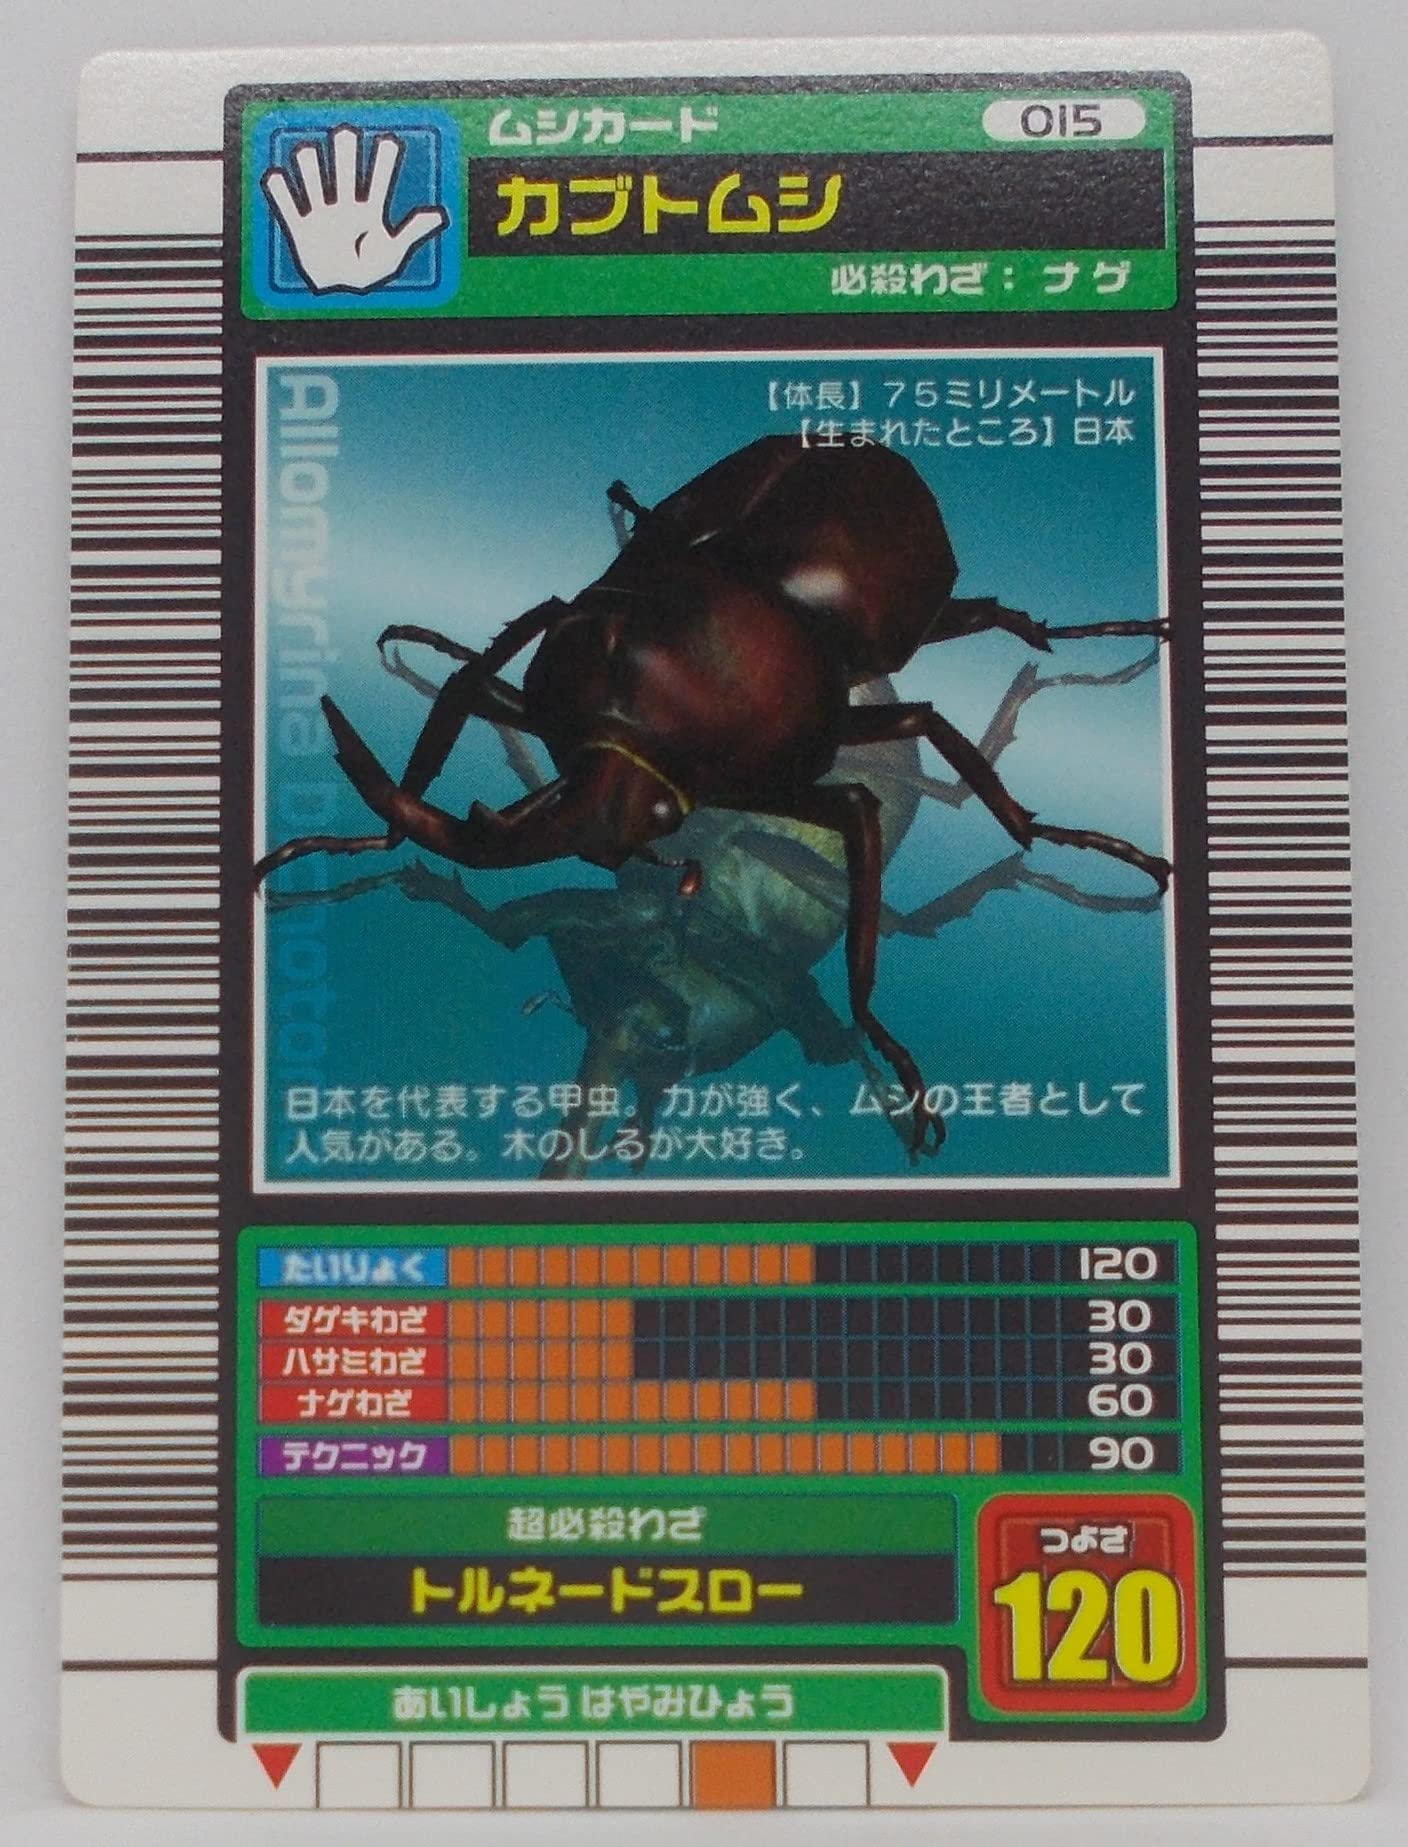 ムシカード
015
カブトムシ
必殺わざ：ナゲ
【体長】７５ミリメートル
【生まれたところ】日本
Allomyrina Dichotoma
日本を代表する甲虫。力が強く、ムシの王者として
人気がある。木のしるが大好き。
たいりょく 120
ダゲキわざ 30
ハサミわざ 30
ナゲわざ 60
テクニック 90
超必殺わざ
トルネードスロー
つよさ
120
あいしょうはやみひょう